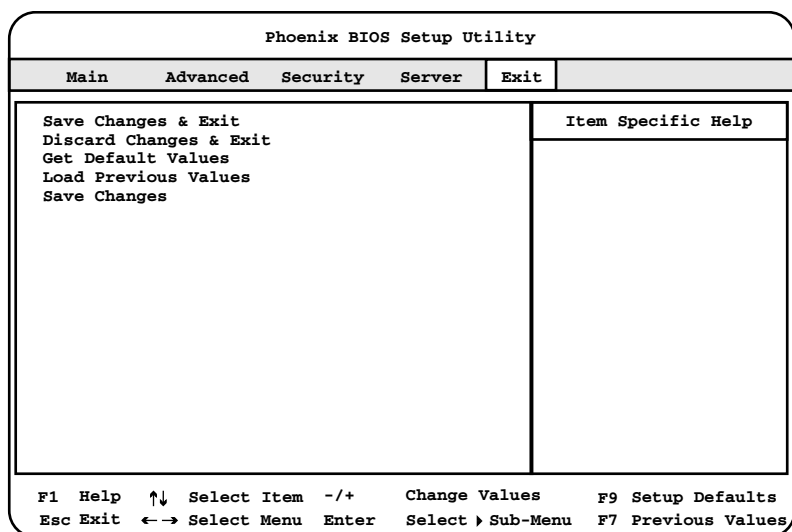 Phoenix BIOS Setup Utility
Main Advanced Security Server Exit
Save Changes & Exit
Discard Changes & Exit
Get Default Values
Load Previous Values
Save Changes
Item Specific Help
F1 Help ↑↓ Select Item -/+ Change Values F9 Setup Defaults
Esc Exit ←→ Select Menu Enter Select ▸ Sub-Menu F7 Previous Values